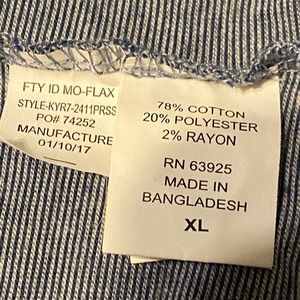 FTY ID MO-FLAX
STYLE-KYR7-2411PRSS
PO# 74252
MANUFACTURE
01/10/17
78% COTTON
20% POLYESTER
2% RAYON
RN 63925
MADE IN
BANGLADESH
XL